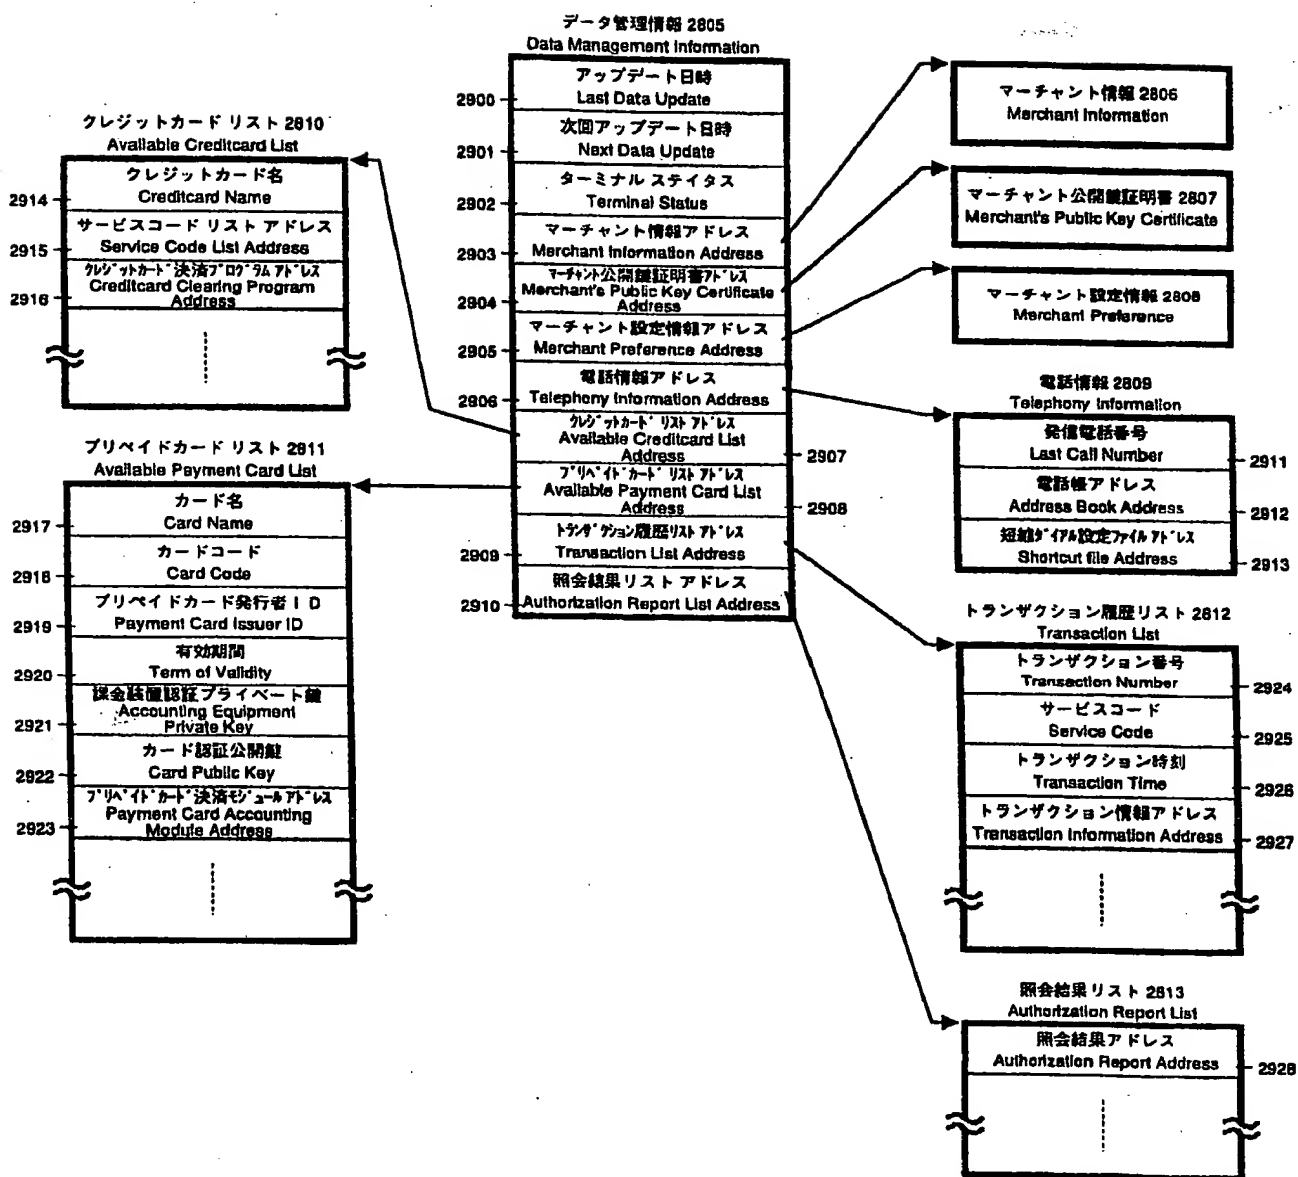 データ管理情報 2805
Data Management Information
2900
アップデート日時
Last Data Update
2901
次回アップデート日時
Next Data Update
2902
ターミナル ステイタス
Terminal Status
2903
マーチャント情報アドレス
Merchant Information Address
2904
マーチャント公開鍵証明書アドレス
Merchant's Public Key Certificate
Address
2905
マーチャント設定情報アドレス
Merchant Preference Address
2906
電話情報アドレス
Telephony Information Address
クレジットカード リスト アドレス
Available Creditcard List
Address
2907
プリペイドカード リスト アドレス
Available Payment Card List
Address
2908
トランザクション履歴リスト アドレス
Transaction List Address
2909
照会結果リスト アドレス
Authorization Report List Address
2910
クレジットカード リスト 2810
Available Creditcard List
2914
クレジットカード名
Creditcard Name
2915
サービスコード リスト アドレス
Service Code List Address
2916
クレジットカード決済プログラム アドレス
Creditcard Clearing Program
Address
プリペイドカード リスト 2811
Available Payment Card List
2917
カード名
Card Name
2918
カードコード
Card Code
2919
プリペイドカード発行者ID
Payment Card Issuer ID
2920
有効期間
Term of Validity
2921
課金装置認証プライベート鍵
Accounting Equipment
Private Key
2922
カード認証公開鍵
Card Public Key
2923
プリペイドカード決済モジュールアドレス
Payment Card Accounting
Module Address
マーチャント情報 2806
Merchant Information
マーチャント公開鍵証明書 2807
Merchant's Public Key Certificate
マーチャント設定情報 2808
Merchant Preference
電話情報 2809
Telephony Information
発信電話番号
Last Call Number
2911
電話帳アドレス
Address Book Address
2912
短縮ダイアル設定ファイルアドレス
Shortcut file Address
2913
トランザクション履歴リスト 2812
Transaction List
トランザクション番号
Transaction Number
2924
サービスコード
Service Code
2925
トランザクション時刻
Transaction Time
2926
トランザクション情報アドレス
Transaction Information Address
2927
照会結果リスト 2813
Authorization Report List
照会結果アドレス
Authorization Report Address
2928